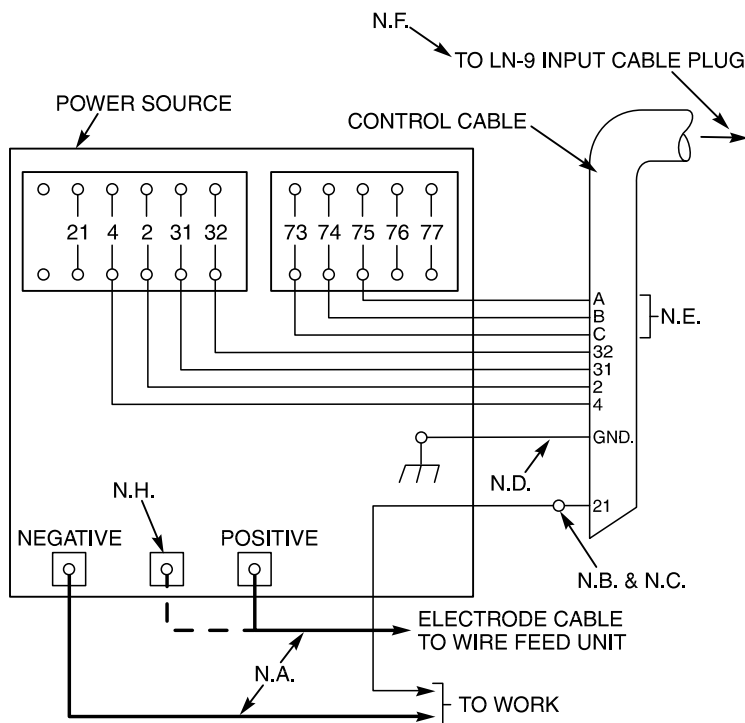 N.F.
TO LN-9 INPUT CABLE PLUG
POWER SOURCE
CONTROL CABLE
21 4 2 31 32
73 74 75 76 77
A
B
C
N.E.
32
31
2
4
GND.
N.D.
21
N.H.
NEGATIVE
POSITIVE
N.B. & N.C.
ELECTRODE CABLE
TO WIRE FEED UNIT
N.A.
TO WORK